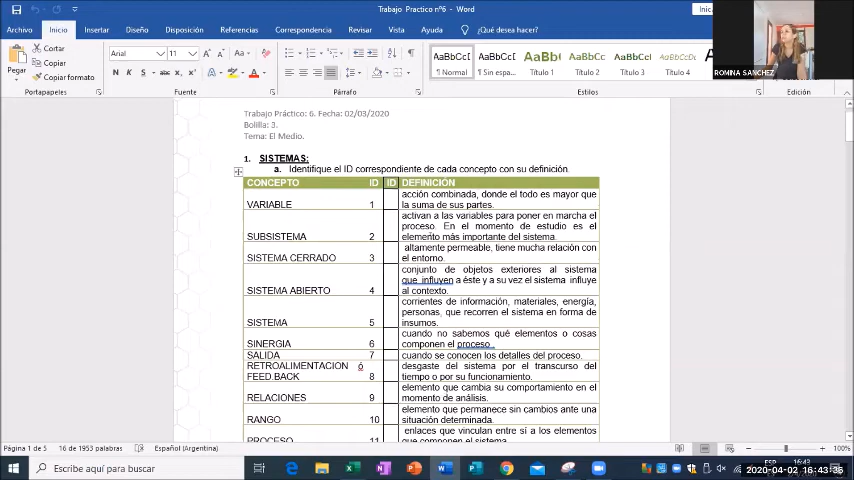 Trabajo Practico nº6 - Word
Inic
Archivo Inicio Insertar Diseño Disposición Referencias Correspondencia Revisar Vista Ayuda ¿Qué desea hacer?
Pegar
Cortar
Copiar
Copiar formato
Arial 11
AaBbCc AaBbCc AaBbC AaBbCc AaBbCcl AaBbCcD
¶ Normal ¶ Sin espa... Título 1 Título 2 Título 3 Título 4
Portapapeles Fuente Párrafo Estilos Edición
ROMINA SANCHEZ
Trabajo Práctico: 6. Fecha: 02/03/2020
Bolilla: 3.
Tema: El Medio.
1. SISTEMAS:
a. Identifique el ID correspondiente de cada concepto con su definición.
CONCEPTO ID ID DEFINICIÓN
VARIABLE 1
acción combinada, donde el todo es mayor que
la suma de sus partes.
SUBSISTEMA 2
activan a las variables para poner en marcha el
proceso. En el momento de estudio es el
elemento más importante del sistema.
SISTEMA CERRADO 3
altamente permeable, tiene mucha relación con
el entorno.
SISTEMA ABIERTO 4
conjunto de objetos exteriores al sistema
que influyen a éste y a su vez el sistema influye
al contexto.
SISTEMA 5
corrientes de información, materiales, energía,
personas, que recorren el sistema en forma de
insumos.
SINERGIA 6
cuando no sabemos qué elementos o cosas
componen el proceso .
SALIDA 7
cuando se conocen los detalles del proceso.
RETROALIMENTACION ó
FEED.BACK 8
desgaste del sistema por el transcurso del
tiempo o por su funcionamiento.
RELACIONES 9
elemento que cambia su comportamiento en el
momento de análisis.
RANGO 10
elemento que permanece sin cambios ante una
situación determinada.
PROCESO 11
enlaces que vinculan entre sí a los elementos
que componen el sistema.
Página 1 de 5 16 de 1953 palabras Español (Argentina) 100%
Escribe aquí para buscar
ESP 16:43
2020-04-02 16:43:36